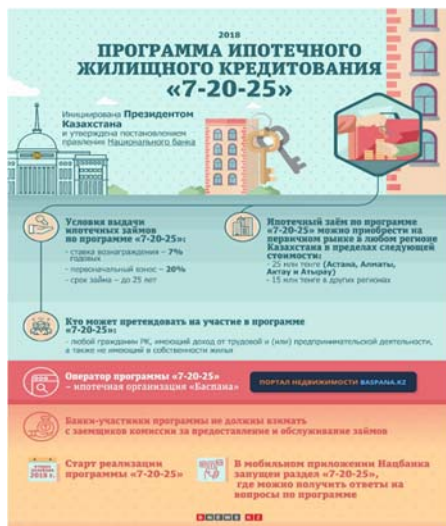 2018
ПРОГРАММА ИПОТЕЧНОГО
ЖИЛИЩНОГО КРЕДИТОВАНИЯ
«7-20-25»
Инициирована Президентом
Казахстана
и утверждена постановлением
правления Национального банка
Условия выдачи
ипотечных займов
по программе «7-20-25»:
- ставка вознаграждения – 7%
годовых
- первоначальный взнос – 20%
- срок займа – до 25 лет
Ипотечный заём по программе
«7-20-25» можно приобрести на
первичном рынке в любом регионе
Казахстана в пределах следующей
стоимости:
- 25 млн тенге (Астана, Алматы,
Актау и Атырау)
- 15 млн тенге в других регионах
Кто может претендовать на участие в программе
«7-20-25»:
- любой гражданин РК, имеющий доход от трудовой и (или) предпринимательской деятельности,
а также не имеющий в собственности жилья
Оператор программы «7-20-25»
– ипотечная организация «Баспана»
ПОРТАЛ НЕДВИЖИМОСТИ BASPANA.KZ
Банки-участники программы не должны взимать
с заемщиков комиссии за предоставление и обслуживание займов
2018 г.
Старт реализации
программы «7-20-25»
В мобильном приложении Нацбанка
запущен раздел «7-20-25»,
где можно получить ответы на
вопросы по программе
BNEWS KZ